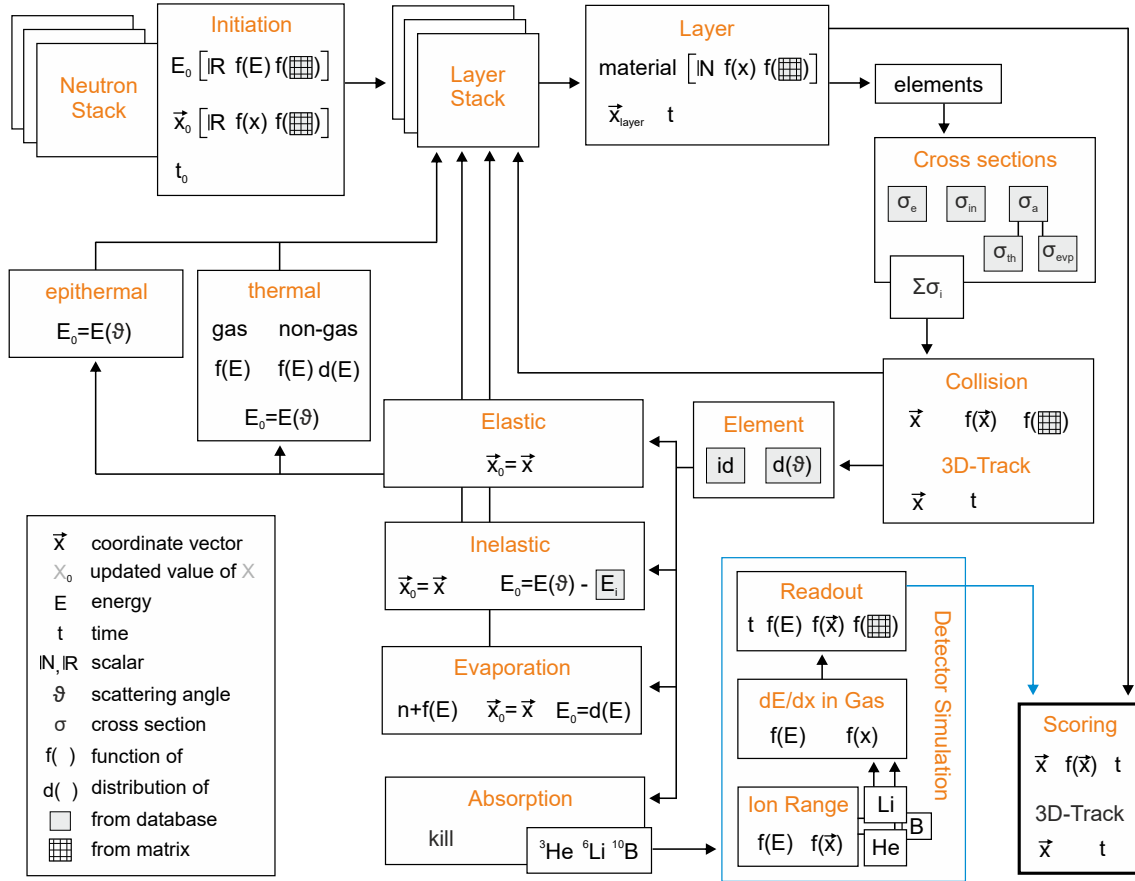 Neutron
Stack
Initiation
E₀ [ℝ f(E) f(▦)]
x⃗₀ [ℝ f(x) f(▦)]
t₀
Layer
Stack
Layer
material [ℕ f(x) f(▦)]
x⃗layer t
elements
Cross sections
σe σin σa
σth σevp
Σσi
epithermal
E₀=E(ϑ)
thermal
gas non-gas
f(E) f(E) d(E)
E₀=E(ϑ)
Collision
x⃗ f(x⃗) f(▦)
3D-Track
x⃗ t
Element
id d(ϑ)
Elastic
x⃗₀= x⃗
Inelastic
x⃗₀= x⃗ E₀=E(ϑ) - Ei
Evaporation
n+f(E) x⃗₀= x⃗ E₀=d(E)
Absorption
kill
³He ⁶Li ¹⁰B
Detector Simulation
Readout
t f(E) f(x⃗) f(▦)
dE/dx in Gas
f(E) f(x)
Ion Range
f(E) f(x⃗)
Li
B
He
Scoring
x⃗ f(x⃗) t
3D-Track
x⃗ t
x⃗ coordinate vector
X₀ updated value of X
E energy
t time
ℕ,ℝ scalar
ϑ scattering angle
σ cross section
f( ) function of
d( ) distribution of
from database
from matrix